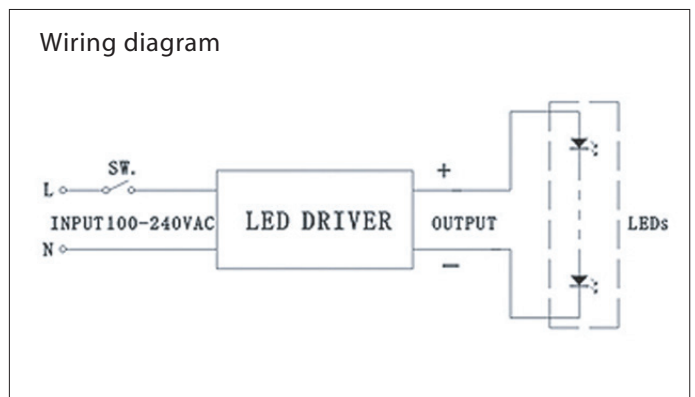 Wiring diagram
SW.
L
+
INPUT100-240VAC
LED DRIVER
OUTPUT
LEDs
N
−